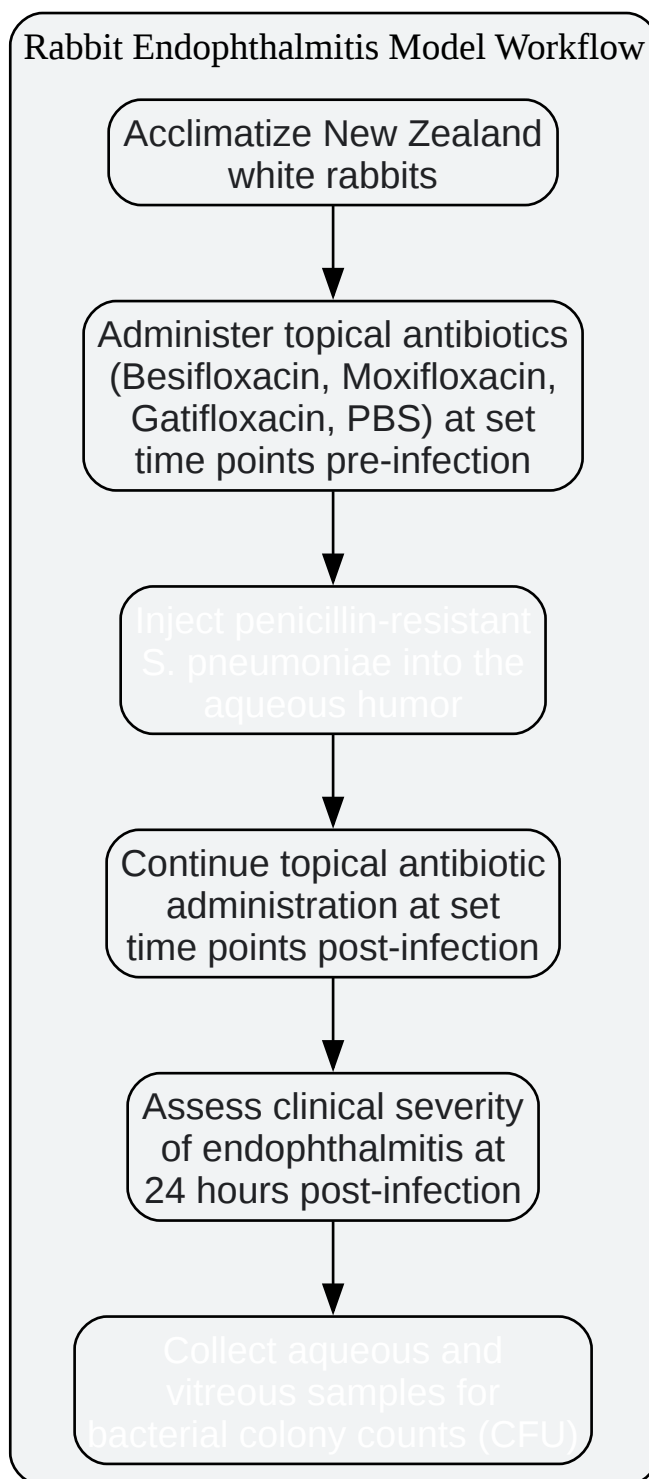 Rabbit Endophthalmitis Model Workflow
Acclimatize New Zealand
white rabbits
Administer topical antibiotics
(Besifloxacin, Moxifloxacin,
Gatifloxacin, PBS) at set
time points pre-infection
Inject penicillin-resistant
S. pneumoniae into the
aqueous humor
Continue topical antibiotic
administration at set
time points post-infection
Assess clinical severity
of endophthalmitis at
24 hours post-infection
Collect aqueous and
vitreous samples for
bacterial colony counts (CFU)